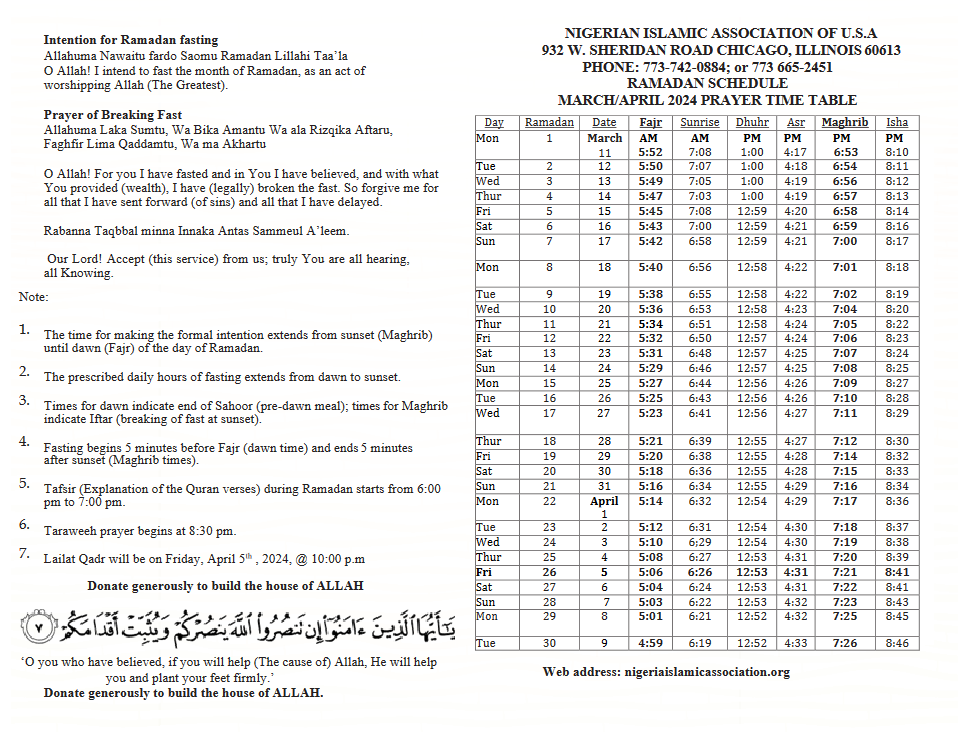 Intention for Ramadan fasting
Allahuma Nawaitu fardo Saomu Ramadan Lillahi Taa’la
O Allah! I intend to fast the month of Ramadan, as an act of
worshipping Allah (The Greatest).
Prayer of Breaking Fast
Allahuma Laka Sumtu, Wa Bika Amantu Wa ala Rizqika Aftaru,
Faghfir Lima Qaddamtu, Wa ma Akhartu
O Allah! For you I have fasted and in You I have believed, and with what
You provided (wealth), I have (legally) broken the fast. So forgive me for
all that I have sent forward (of sins) and all that I have delayed.
Rabanna Taqbbal minna Innaka Antas Sammeul A’leem.
Our Lord! Accept (this service) from us; truly You are all hearing,
all Knowing.
Note:
1. The time for making the formal intention extends from sunset (Maghrib)
until dawn (Fajr) of the day of Ramadan.
2. The prescribed daily hours of fasting extends from dawn to sunset.
3. Times for dawn indicate end of Sahoor (pre-dawn meal); times for Maghrib
indicate Iftar (breaking of fast at sunset).
4. Fasting begins 5 minutes before Fajr (dawn time) and ends 5 minutes
after sunset (Maghrib times).
5. Tafsir (Explanation of the Quran verses) during Ramadan starts from 6:00
pm to 7:00 pm.
6. Taraweeh prayer begins at 8:30 pm.
7. Lailat Qadr will be on Friday, April 5th , 2024, @ 10:00 p.m
Donate generously to build the house of ALLAH
يَٰٓأَيُّهَا ٱلَّذِينَ ءَامَنُوٓا۟ إِن تَنصُرُوا۟ ٱللَّهَ يَنصُرْكُمْ وَيُثَبِّتْ أَقْدَامَكُمْ ٧
‘O you who have believed, if you will help (The cause of) Allah, He will help
you and plant your feet firmly.’
Donate generously to build the house of ALLAH.
NIGERIAN ISLAMIC ASSOCIATION OF U.S.A
932 W. SHERIDAN ROAD CHICAGO, ILLINOIS 60613
PHONE: 773-742-0884; or 773 665-2451
RAMADAN SCHEDULE
MARCH/APRIL 2024 PRAYER TIME TABLE
Day Ramadan Date Fajr Sunrise Dhuhr Asr Maghrib Isha
Mon 1 March AM AM PM PM PM PM
11 5:52 7:08 1:00 4:17 6:53 8:10
Tue 2 12 5:50 7:07 1:00 4:18 6:54 8:11
Wed 3 13 5:49 7:05 1:00 4:19 6:56 8:12
Thur 4 14 5:47 7:03 1:00 4:19 6:57 8:13
Fri 5 15 5:45 7:08 12:59 4:20 6:58 8:14
Sat 6 16 5:43 7:00 12:59 4:21 6:59 8:16
Sun 7 17 5:42 6:58 12:59 4:21 7:00 8:17
Mon 8 18 5:40 6:56 12:58 4:22 7:01 8:18
Tue 9 19 5:38 6:55 12:58 4:22 7:02 8:19
Wed 10 20 5:36 6:53 12:58 4:23 7:04 8:20
Thur 11 21 5:34 6:51 12:58 4:24 7:05 8:22
Fri 12 22 5:32 6:50 12:57 4:24 7:06 8:23
Sat 13 23 5:31 6:48 12:57 4:25 7:07 8:24
Sun 14 24 5:29 6:46 12:57 4:25 7:08 8:25
Mon 15 25 5:27 6:44 12:56 4:26 7:09 8:27
Tue 16 26 5:25 6:43 12:56 4:26 7:10 8:28
Wed 17 27 5:23 6:41 12:56 4:27 7:11 8:29
Thur 18 28 5:21 6:39 12:55 4:27 7:12 8:30
Fri 19 29 5:20 6:38 12:55 4:28 7:14 8:32
Sat 20 30 5:18 6:36 12:55 4:28 7:15 8:33
Sun 21 31 5:16 6:34 12:55 4:29 7:16 8:34
Mon 22 April 5:14 6:32 12:54 4:29 7:17 8:36
1
Tue 23 2 5:12 6:31 12:54 4:30 7:18 8:37
Wed 24 3 5:10 6;29 12:54 4:30 7:19 8:38
Thur 25 4 5:08 6:27 12:53 4:31 7:20 8:39
Fri 26 5 5:06 6:26 12:53 4:31 7:21 8:41
Sat 27 6 5:04 6:24 12:53 4:31 7:22 8:41
Sun 28 7 5:03 6:22 12:53 4:32 7:23 8:43
Mon 29 8 5:01 6:21 12:52 4:32 7:25 8:45
Tue 30 9 4:59 6:19 12:52 4:33 7:26 8:46
Web address: nigeriaislamicassociation.org